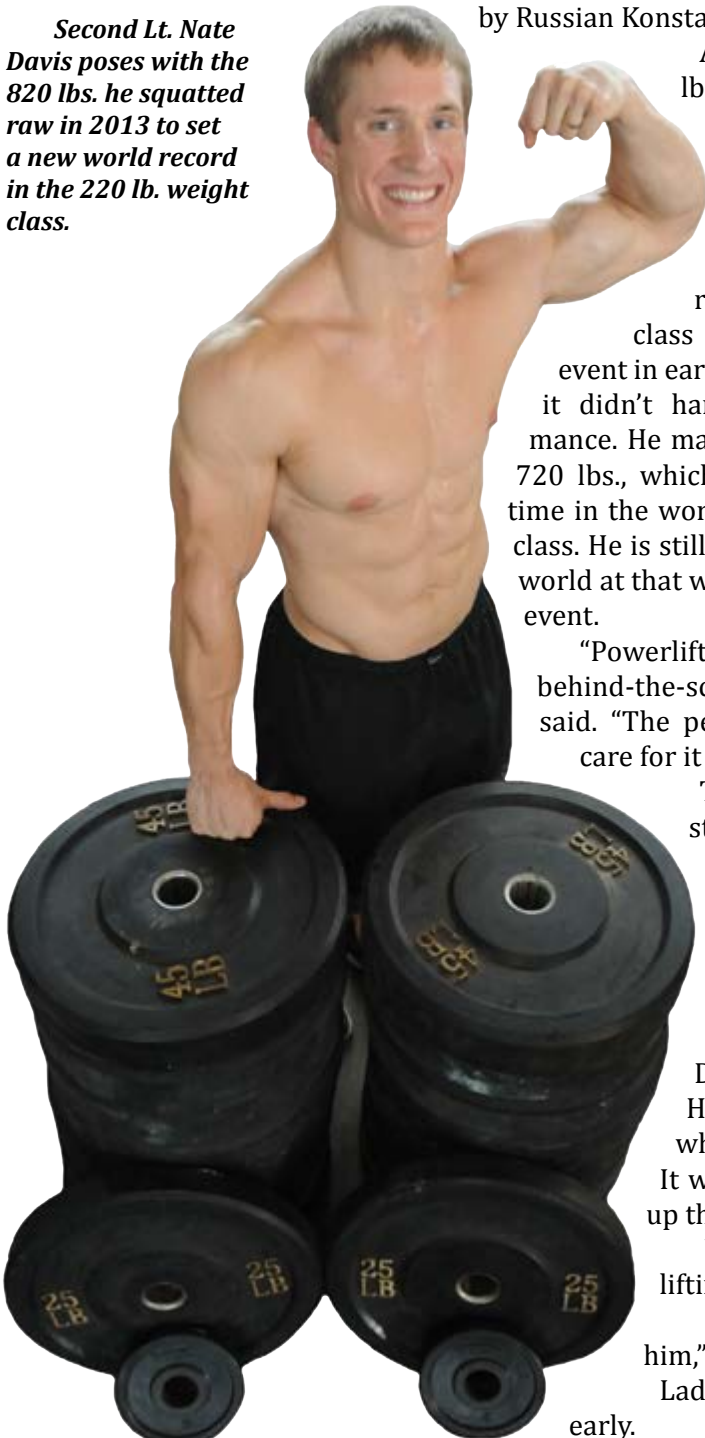 Second Lt. Nate
Davis poses with the
820 lbs. he squatted
raw in 2013 to set
a new world record
in the 220 lb. weight
class.
by Russian Konsta
lb
class
event in ear
it didn't har
mance. He ma
720 lbs., which
time in the wor
class. He is still
world at that w
event.
"Powerlift
behind-the-sc
said. "The pe
care for it
st
D
H
wh
It w
up th
liftin
him,"
Lad
early.
45
LB
45
LB
45
LB
45
LB
25
LB
25
LB
25
LB
25
LB